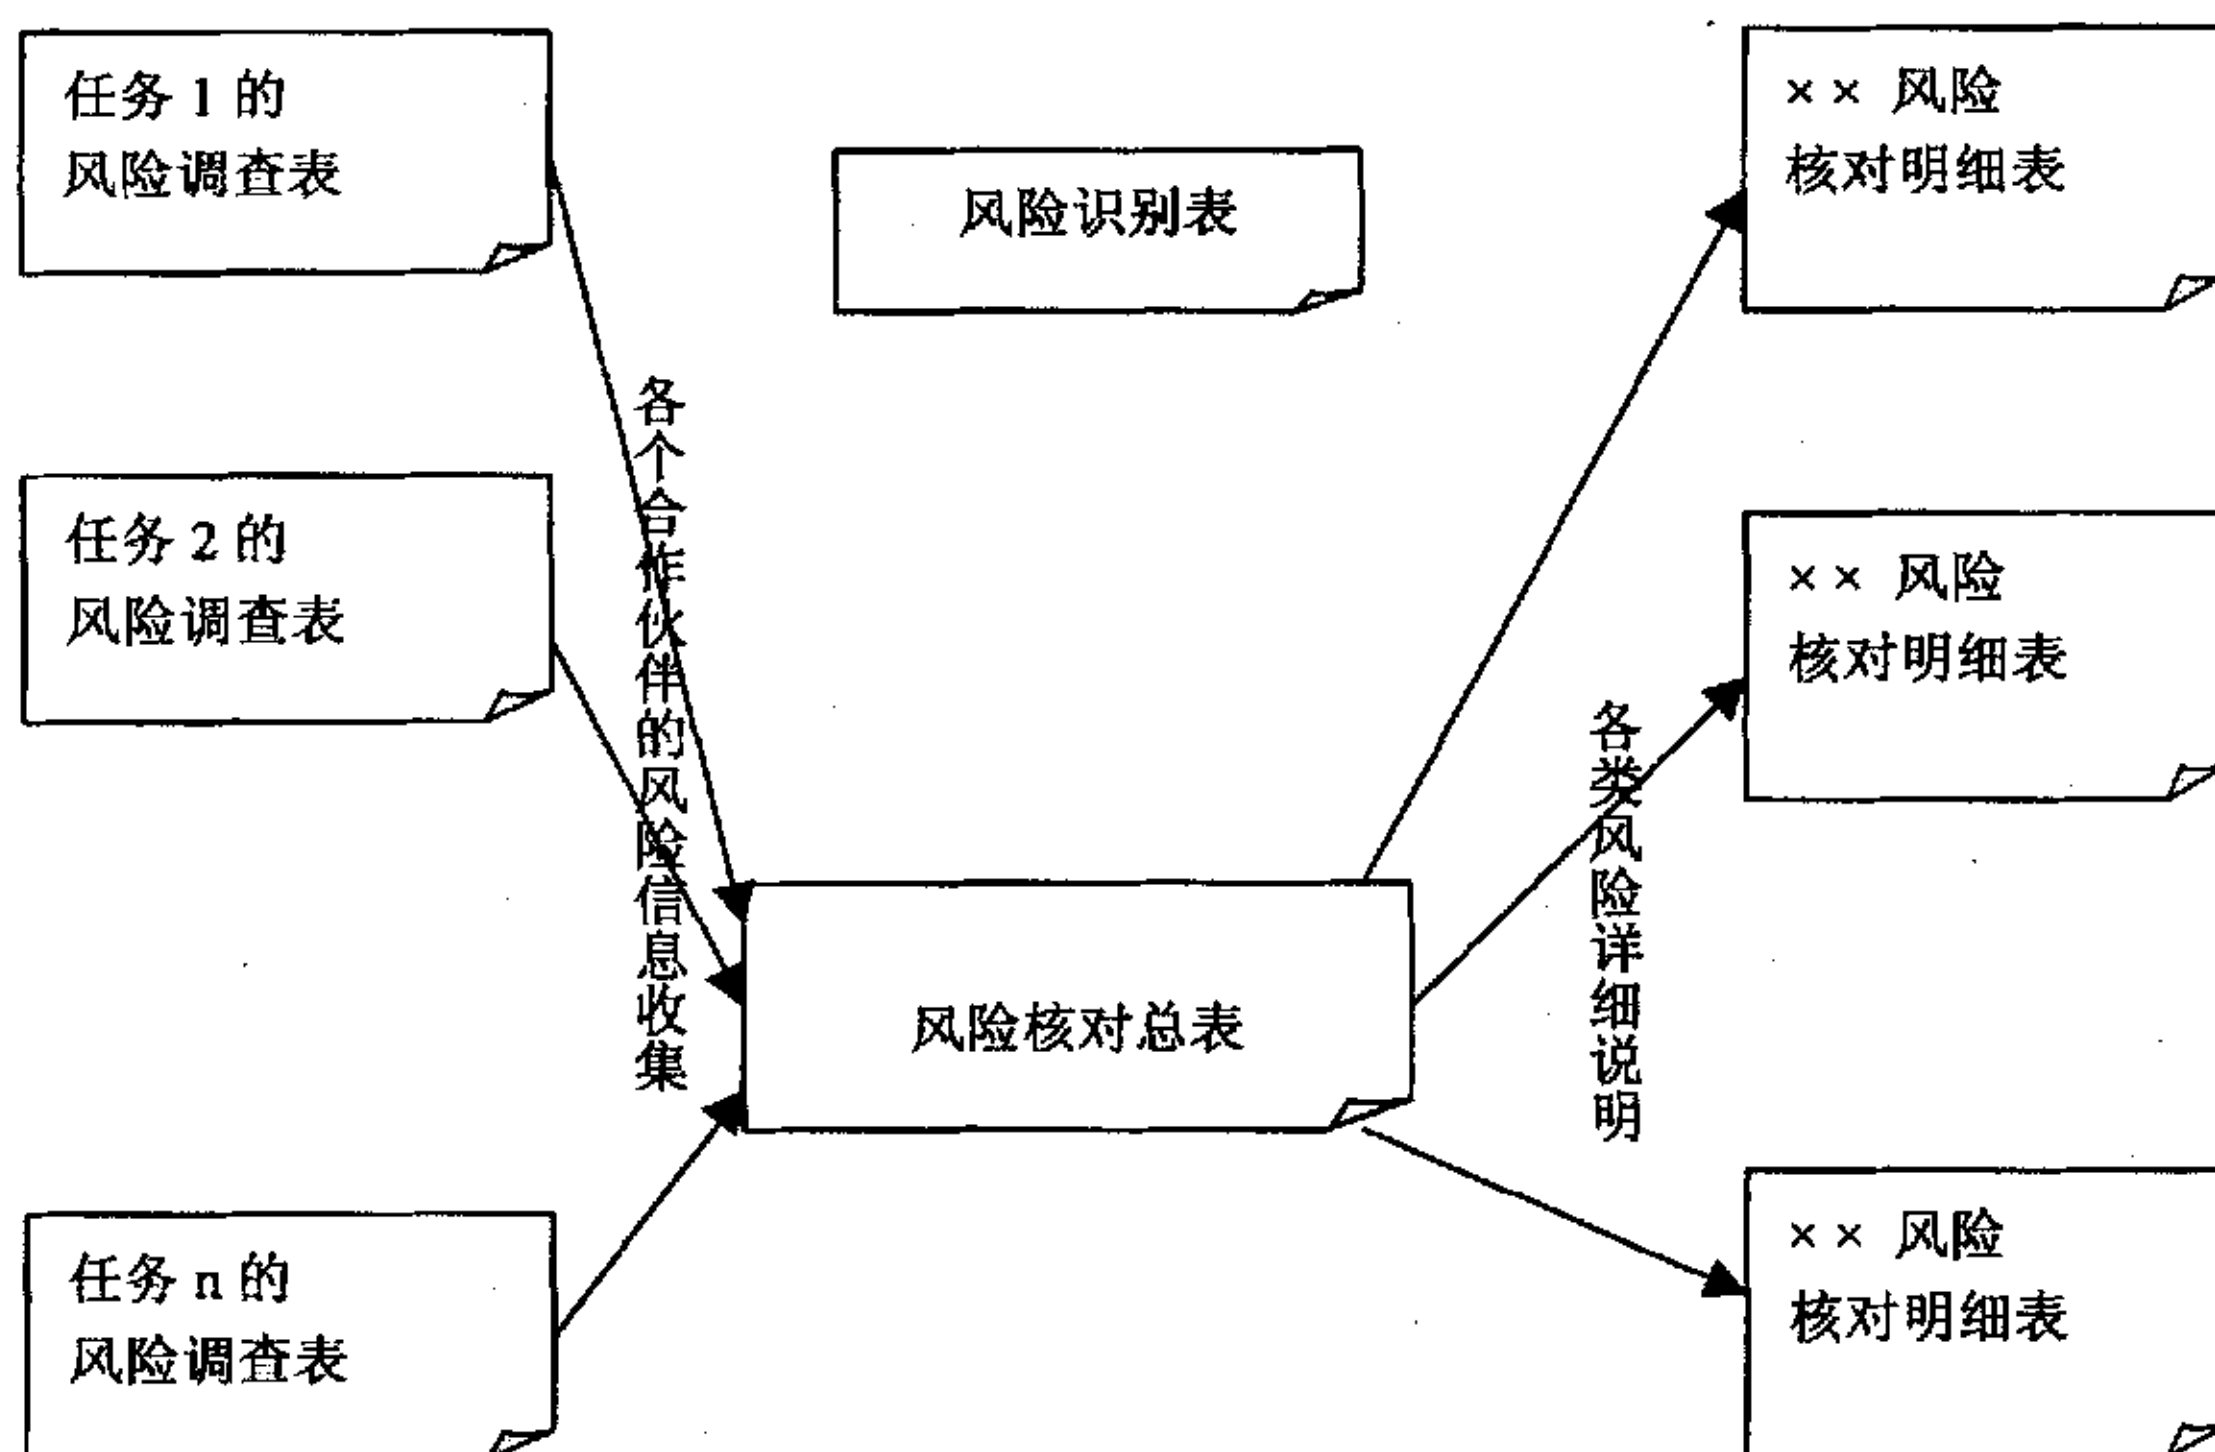 任务 1 的
风险调查表
风险识别表
×× 风险
核对明细表
任务 2 的
风险调查表
各个合作伙伴的风险信息收集
×× 风险
核对明细表
各类风险详细说明
风险核对总表
任务 n 的
风险调查表
×× 风险
核对明细表